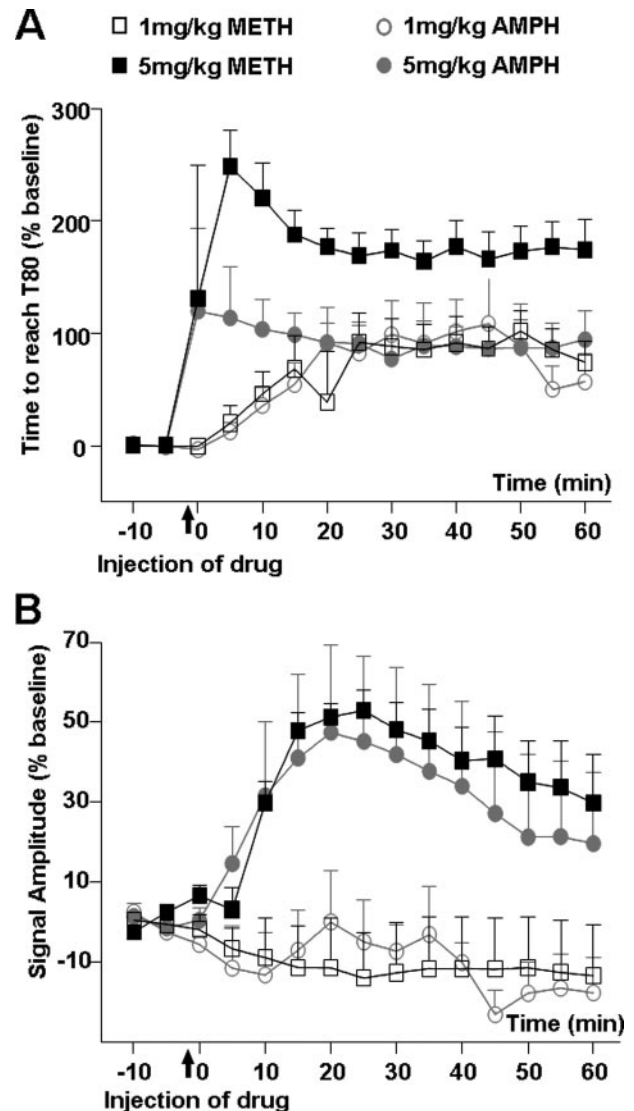 A
1mg/kg METH
1mg/kg AMPH
5mg/kg METH
5mg/kg AMPH
Time to reach T80 (% baseline)
300
200
100
0
Time (min)
-10 0 10 20 30 40 50 60
Injection of drug
B
Signal Amplitude (% baseline)
70
50
30
10
-10
Time (min)
-10 0 10 20 30 40 50 60
Injection of drug